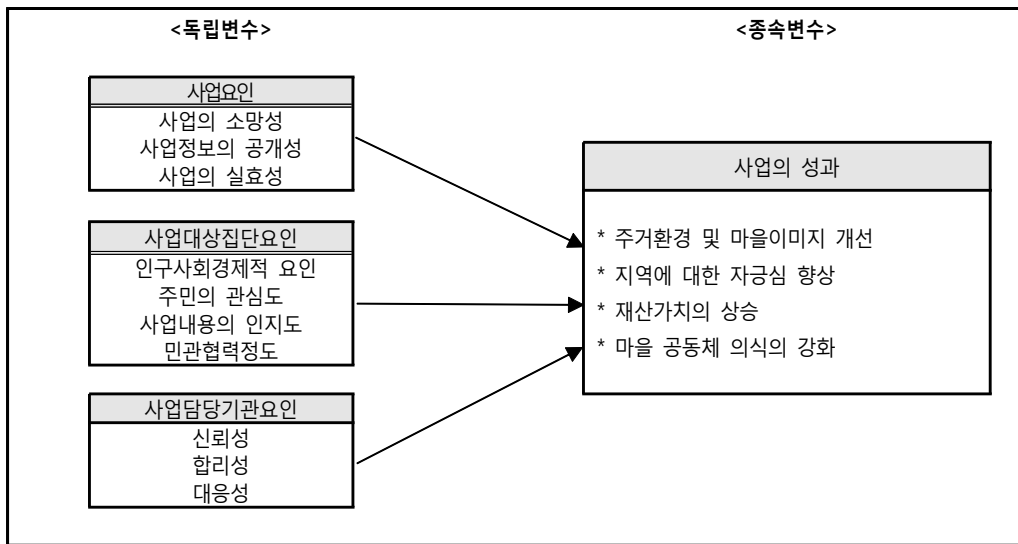 <독립변수>
<종속변수>
사업요인
사업의 소망성
사업정보의 공개성
사업의 실효성
사업대상집단요인
인구사회경제적 요인
주민의 관심도
사업내용의 인지도
민관협력정도
사업담당기관요인
신뢰성
합리성
대응성
사업의 성과
* 주거환경 및 마을이미지 개선
* 지역에 대한 자긍심 향상
* 재산가치의 상승
* 마을 공동체 의식의 강화